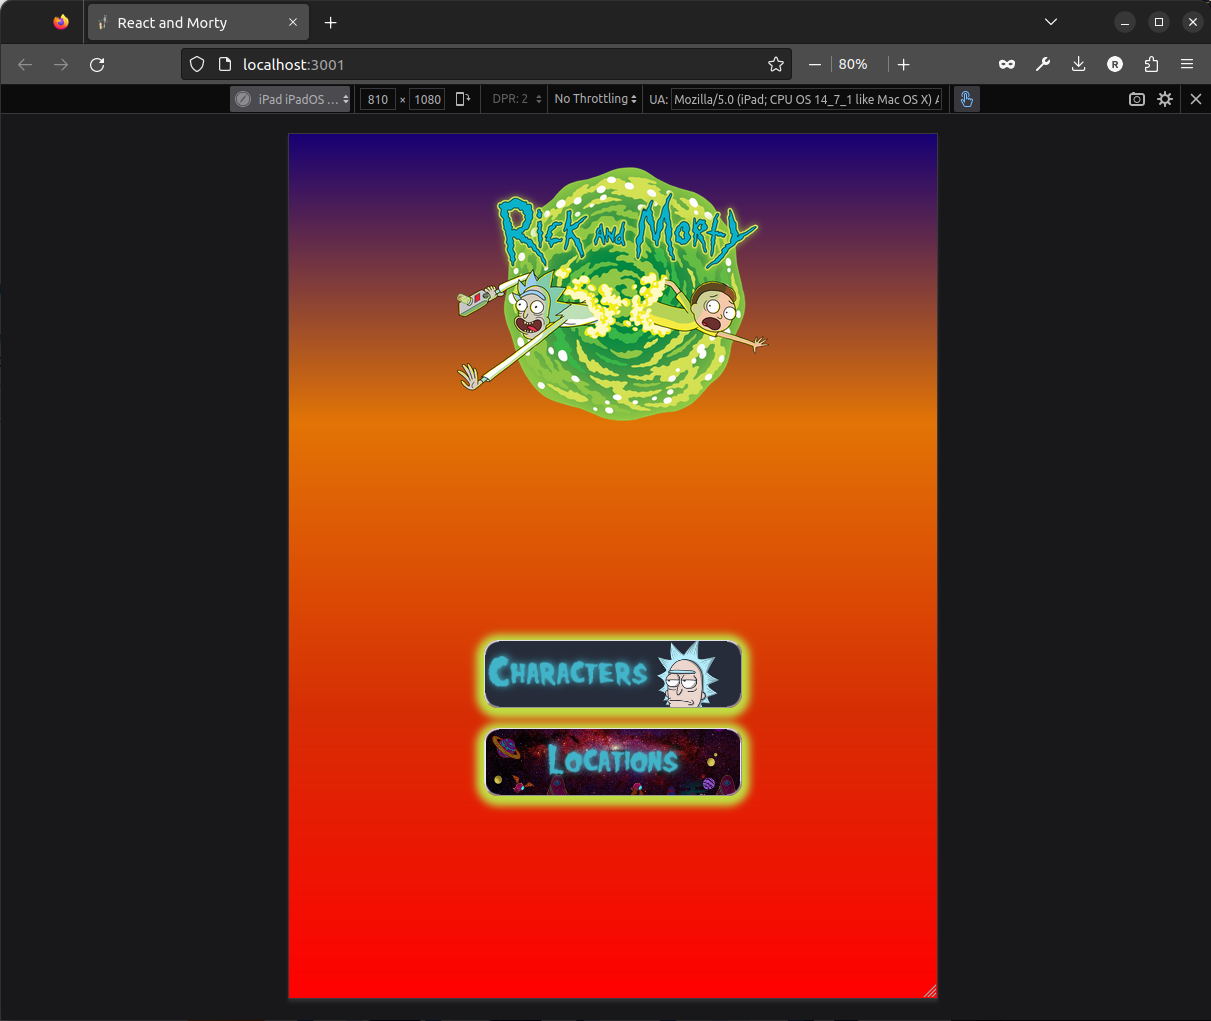 React and Morty
localhost:3001
80%
iPad iPadOS ...
810 × 1080
DPR: 2
No Throttling
UA: Mozilla/5.0 (iPad; CPU OS 14_7_1 like Mac OS X) A
R
Rick and Morty
Characters
Locations